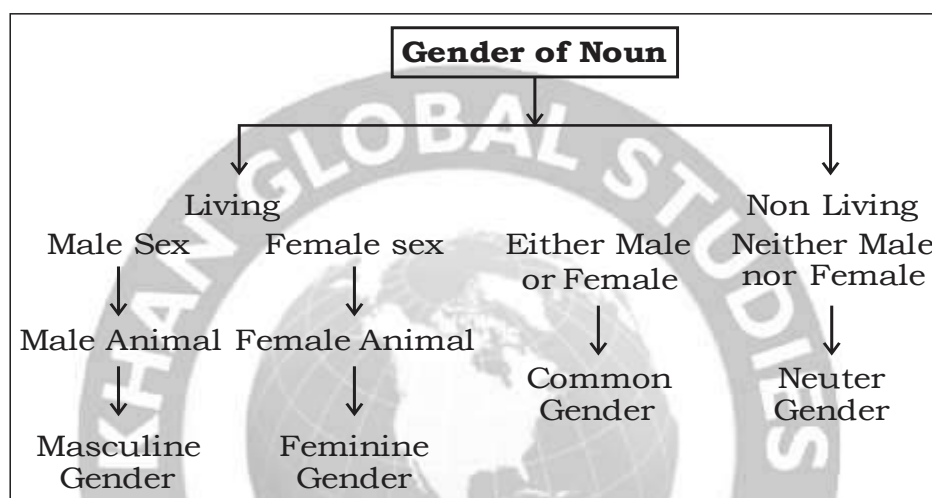 Gender of Noun
KHAN GLOBAL STUDIES
Living
Non Living
Male Sex
Female sex
Either Male
or Female
Neither Male
nor Female
Male Animal
Female Animal
Common
Gender
Neuter
Gender
Masculine
Gender
Feminine
Gender